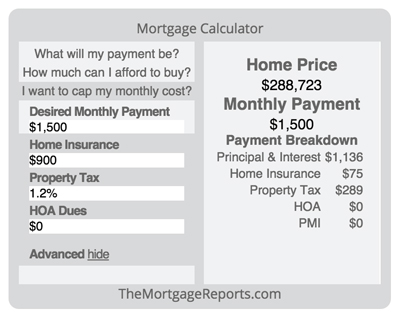 Mortgage Calculator
What will my payment be?
How much can I afford to buy?
I want to cap my monthly cost?
Desired Monthly Payment
$1,500
Home Insurance
$900
Property Tax
1.2%
HOA Dues
$0
Advanced hide
Home Price
$288,723
Monthly Payment
$1,500
Payment Breakdown
Principal & Interest $1,136
Home Insurance $75
Property Tax $289
HOA $0
PMI $0
TheMortgageReports.com